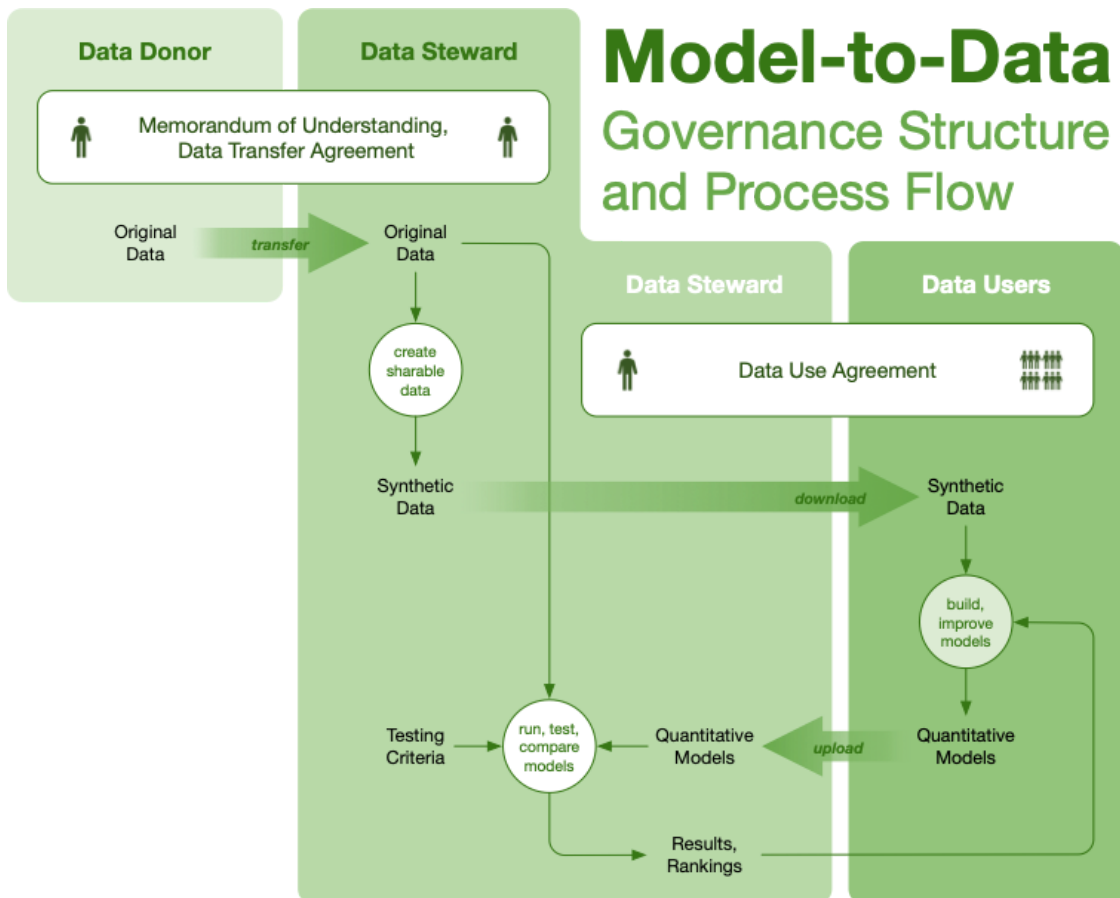 Model-to-Data
Governance Structure
and Process Flow
Data Donor
Data Steward
Memorandum of Understanding,
Data Transfer Agreement
Original
Data
transfer
Original
Data
create
sharable
data
Synthetic
Data
Data Steward
Data Users
Data Use Agreement
download
Synthetic
Data
build,
improve
models
Quantitative
Models
upload
Quantitative
Models
Testing
Criteria
run, test,
compare
models
Results,
Rankings